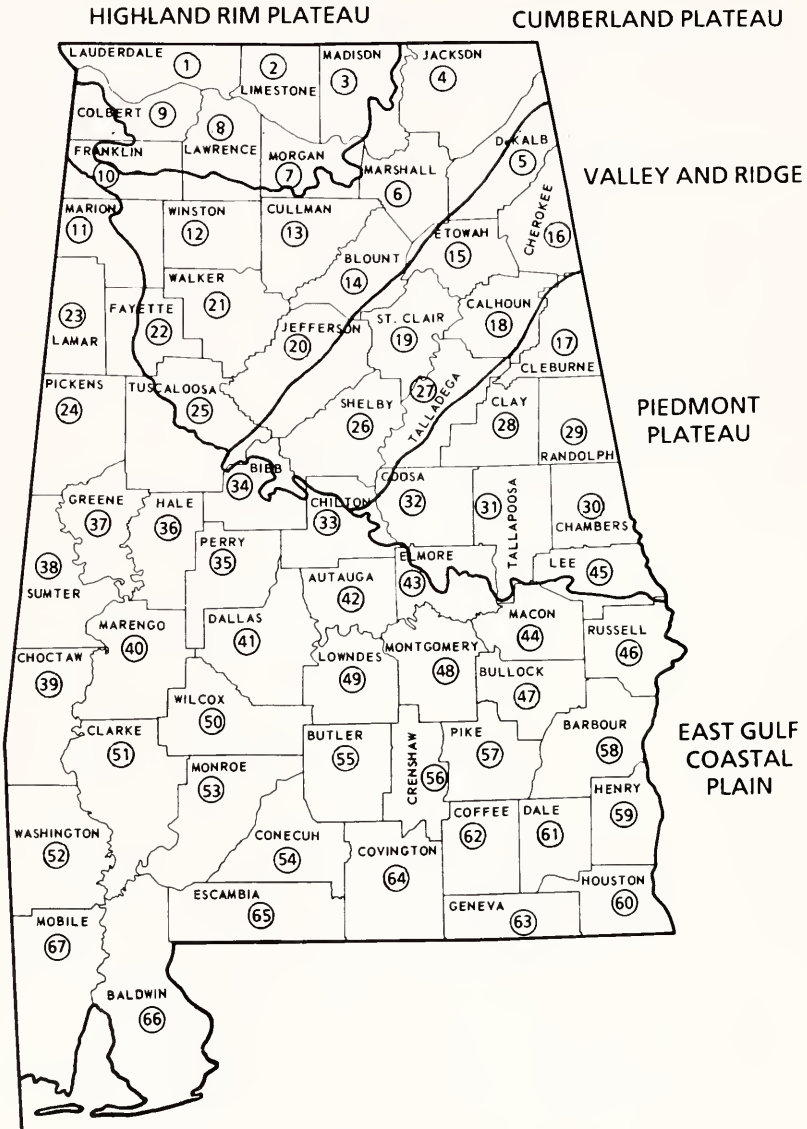 HIGHLAND RIM PLATEAU
CUMBERLAND PLATEAU
LAUDERDALE
1
2
LIMESTONE
MADISON
3
JACKSON
4
COLBERT
9
8
LAWRENCE
FRANKLIN
10
MORGAN
7
MARSHALL
6
DeKALB
5
VALLEY AND RIDGE
MARION
11
WINSTON
12
CULLMAN
13
BLOUNT
14
ETOWAH
15
CHEROKEE
16
WALKER
21
23
LAMAR
FAYETTE
22
JEFFERSON
20
ST. CLAIR
19
CALHOUN
18
17
CLEBURNE
PICKENS
24
TUSCALOOSA
25
SHELBY
26
27
TALLADEGA
CLAY
28
29
RANDOLPH
PIEDMONT
PLATEAU
BIBB
34
CHILTON
33
COOSA
32
31
TALLAPOOSA
30
CHAMBERS
GREENE
37
HALE
36
PERRY
35
38
SUMTER
AUTAUGA
42
ELMORE
43
LEE
45
MACON
44
RUSSELL
46
MARENGO
40
DALLAS
41
CHOCTAW
39
LOWNDES
49
MONTGOMERY
48
BULLOCK
47
WILCOX
50
CLARKE
51
BUTLER
55
CRENSHAW
56
PIKE
57
BARBOUR
58
EAST GULF
COASTAL
PLAIN
MONROE
53
HENRY
59
WASHINGTON
52
CONECUH
54
COVINGTON
64
COFFEE
62
DALE
61
HOUSTON
60
ESCAMBIA
65
GENEVA
63
MOBILE
67
BALDWIN
66